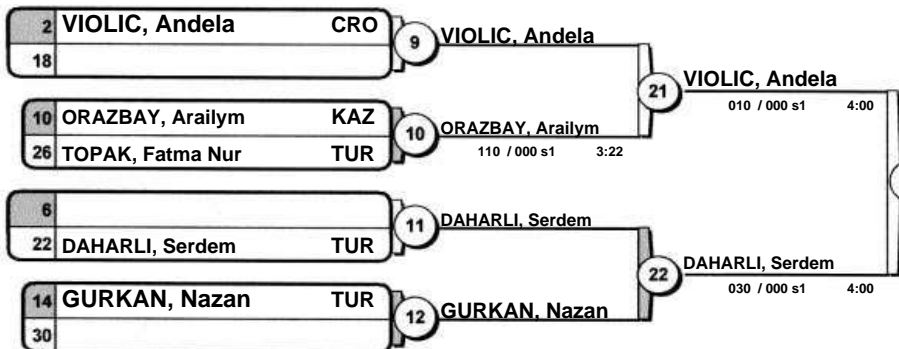 2 VIOLIC, Andela CRO
18
9 VIOLIC, Andela
10 ORAZBAY, Arailym KAZ
26 TOPAK, Fatma Nur TUR
10 ORAZBAY, Arailym
110 / 000 s1 3:22
21 VIOLIC, Andela
010 / 000 s1 4:00
6
22 DAHARLI, Serdem TUR
11 DAHARLI, Serdem
14 GURKAN, Nazan TUR
30
12 GURKAN, Nazan
22 DAHARLI, Serdem
030 / 000 s1 4:00